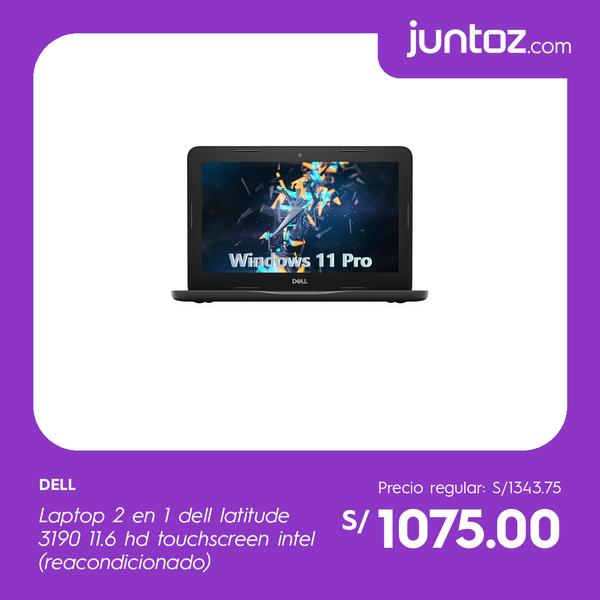 juntoz.com
Windows 11 Pro
DELL
DELL
Laptop 2 en 1 dell latitude
3190 11.6 hd touchscreen intel
(reacondicionado)
Precio regular: S/1343.75
S/ 1075.00